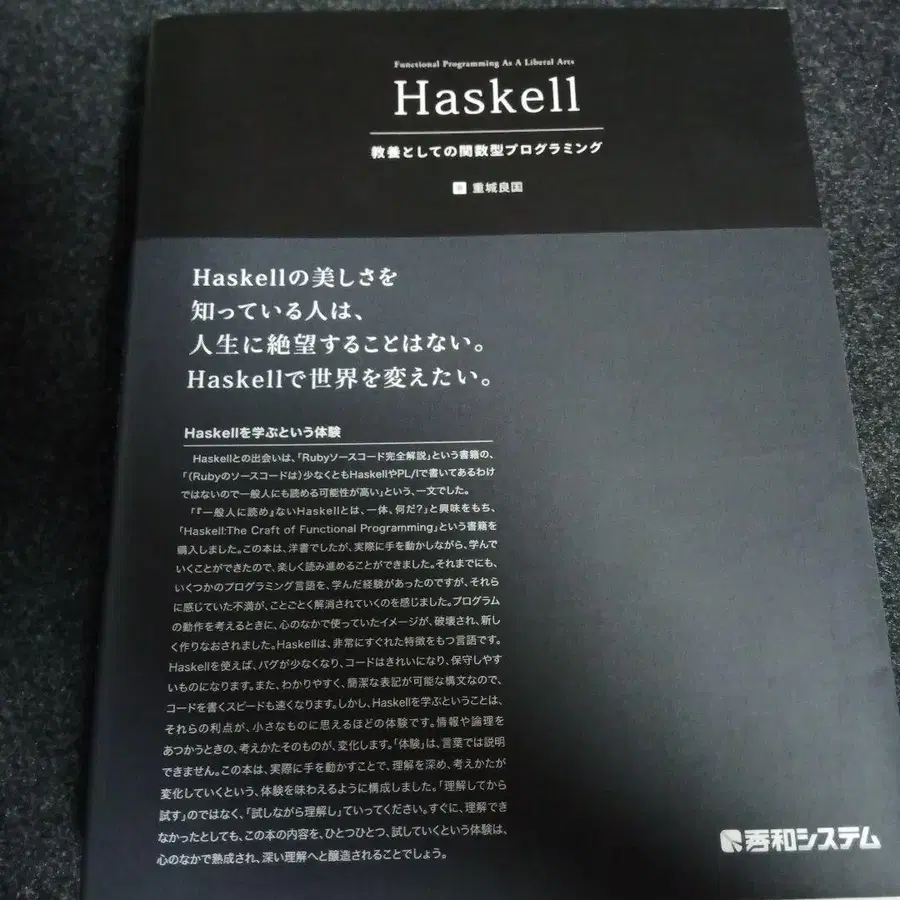 Functional Programming As A Liberal Arts
Haskell
教養としての関数型プログラミング
重城良国
Haskellの美しさを
知っている人は、
人生に絶望することはない。
Haskellで世界を変えたい。
Haskellを学ぶという体験
Haskellとの出会いは、「Rubyソースコード完全解説」という書籍の、
「(Rubyのソースコードは)少なくともHaskellやPL/Iで書いてあるわけ
ではないので一般人にも読める可能性が高い」という、一文でした。
「『一般人に読め』ないHaskellとは、一体、何だ?」と興味をもち、
「Haskell:The Craft of Functional Programming」という書籍を
購入しました。この本は、洋書でしたが、実際に手を動かしながら、学んで
いくことができたので、楽しく読み進めることができました。それまでにも、
いくつかのプログラミング言語を、学んだ経験があったのですが、それら
に感じていた不満が、ことごとく解消されていくのを感じました。プログラム
の動作を考えるときに、心のなかで使っていたイメージが、破壊され、新し
く作りなおされました。Haskellは、非常にすぐれた特徴をもつ言語です。
Haskellを使えば、バグが少なくなり、コードはきれいになり、保守しやす
いものになります。また、わかりやすく、簡潔な表記が可能な構文なので、
コードを書くスピードも速くなります。しかし、Haskellを学ぶということは、
それらの利点が、小さなものに思えるほどの体験です。情報や論理を
あつかうときの、考えかたそのものが、変化します。「体験」は、言葉では説明
できません。この本は、実際に手を動かすことで、理解を深め、考えかたが
変化していくという、体験を味わえるように構成しました。「理解してから
試す」のではなく、「試しながら理解し」ていってください。すぐに、理解でき
なかったとしても、この本の内容を、ひとつひとつ、試していくという体験は、
心のなかで熟成され、深い理解へと醸造されることでしょう。
秀和システム